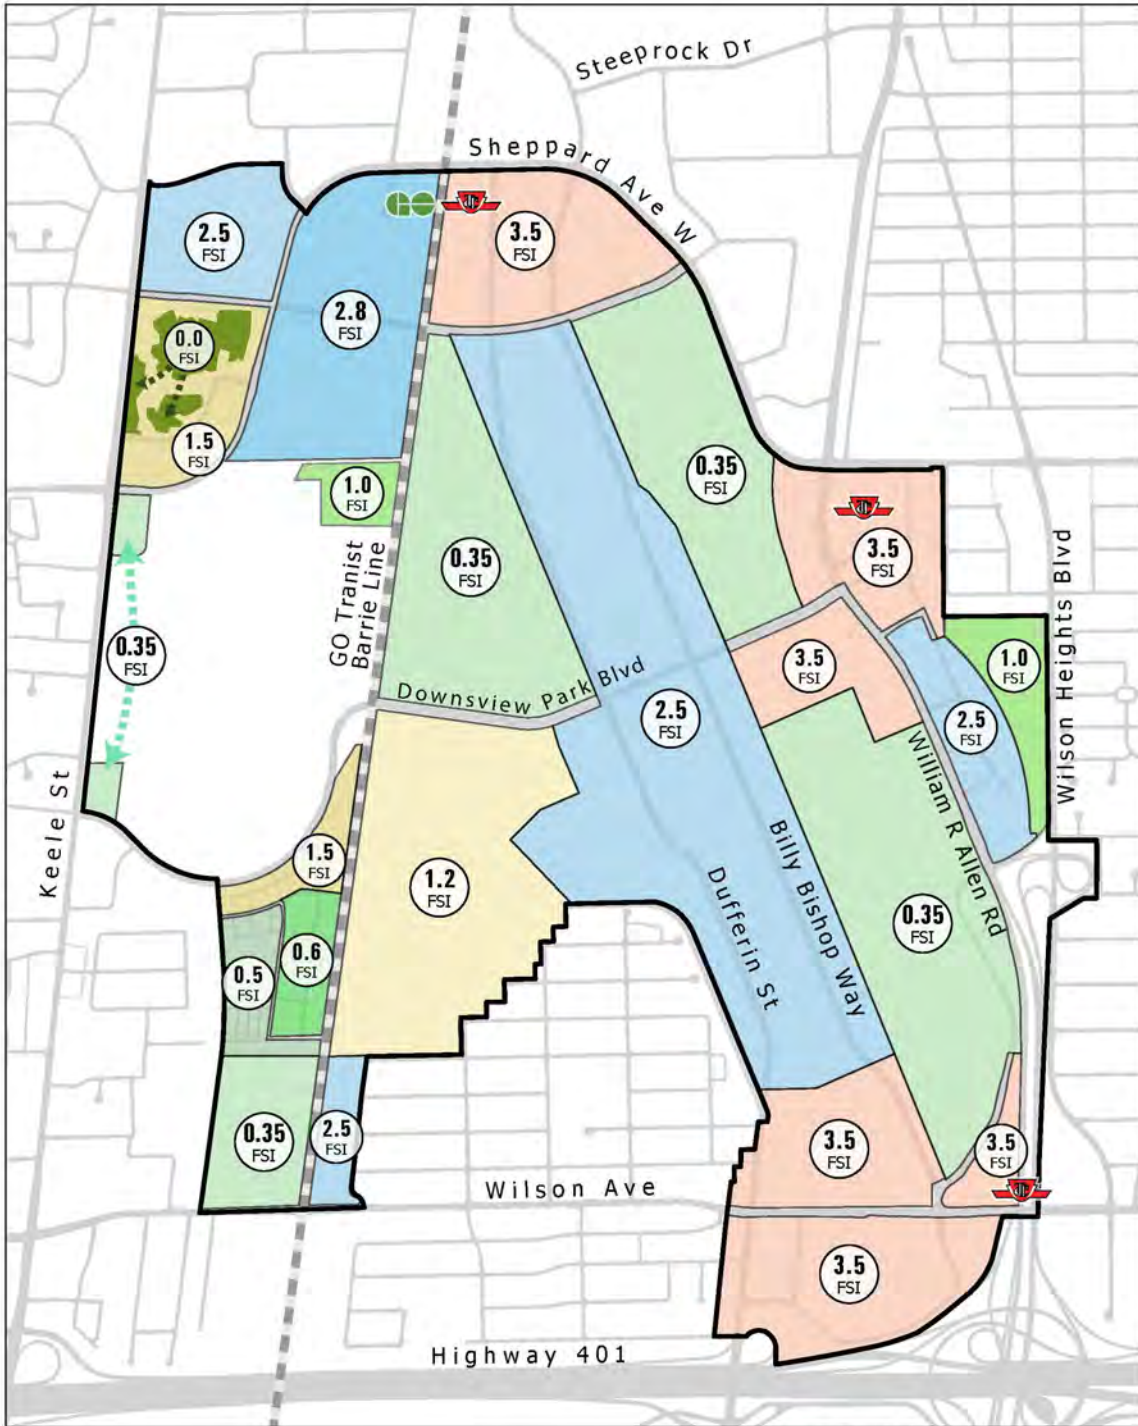 Steeprock Dr
Sheppard Ave W
GO
2.5
FSI
3.5
FSI
2.8
FSI
0.0
FSI
1.5
FSI
0.35
FSI
1.0
FSI
3.5
FSI
0.35
FSI
GO Tranist
Barrie Line
Wilson Heights Blvd
0.35
FSI
3.5
FSI
1.0
FSI
Downsview Park Blvd
2.5
FSI
2.5
FSI
William R Allen Rd
Keele St
1.5
FSI
1.2
FSI
Billy Bishop Way
Dufferin St
0.35
FSI
0.6
FSI
0.5
FSI
0.35
FSI
2.5
FSI
3.5
FSI
3.5
FSI
Wilson Ave
3.5
FSI
Highway 401